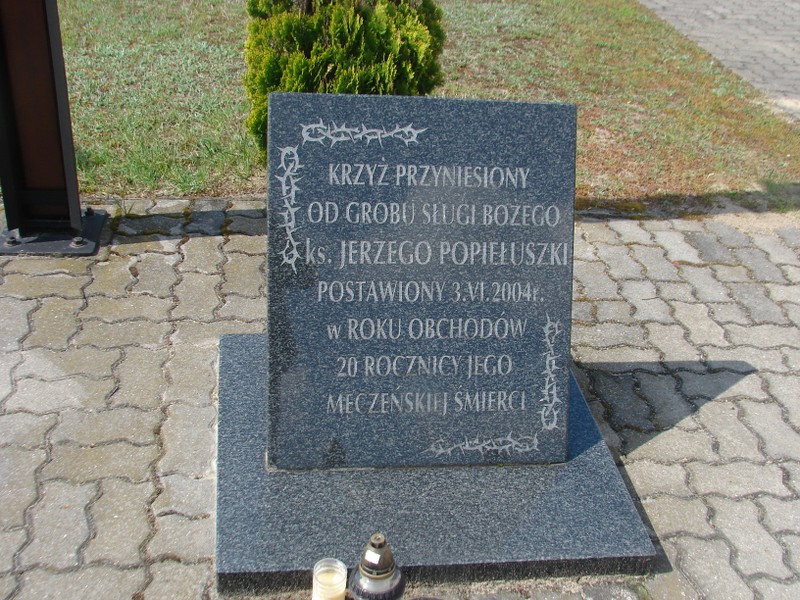 KRZYŻ PRZYNIESIONY
OD GROBU SŁUGI BOŻEGO
ks. JERZEGO POPIEŁUSZKI
POSTAWIONY 3.VI.2004r.
w ROKU OBCHODÓW
20 ROCZNICY JEGO
MĘCZEŃSKIEJ ŚMIERCI